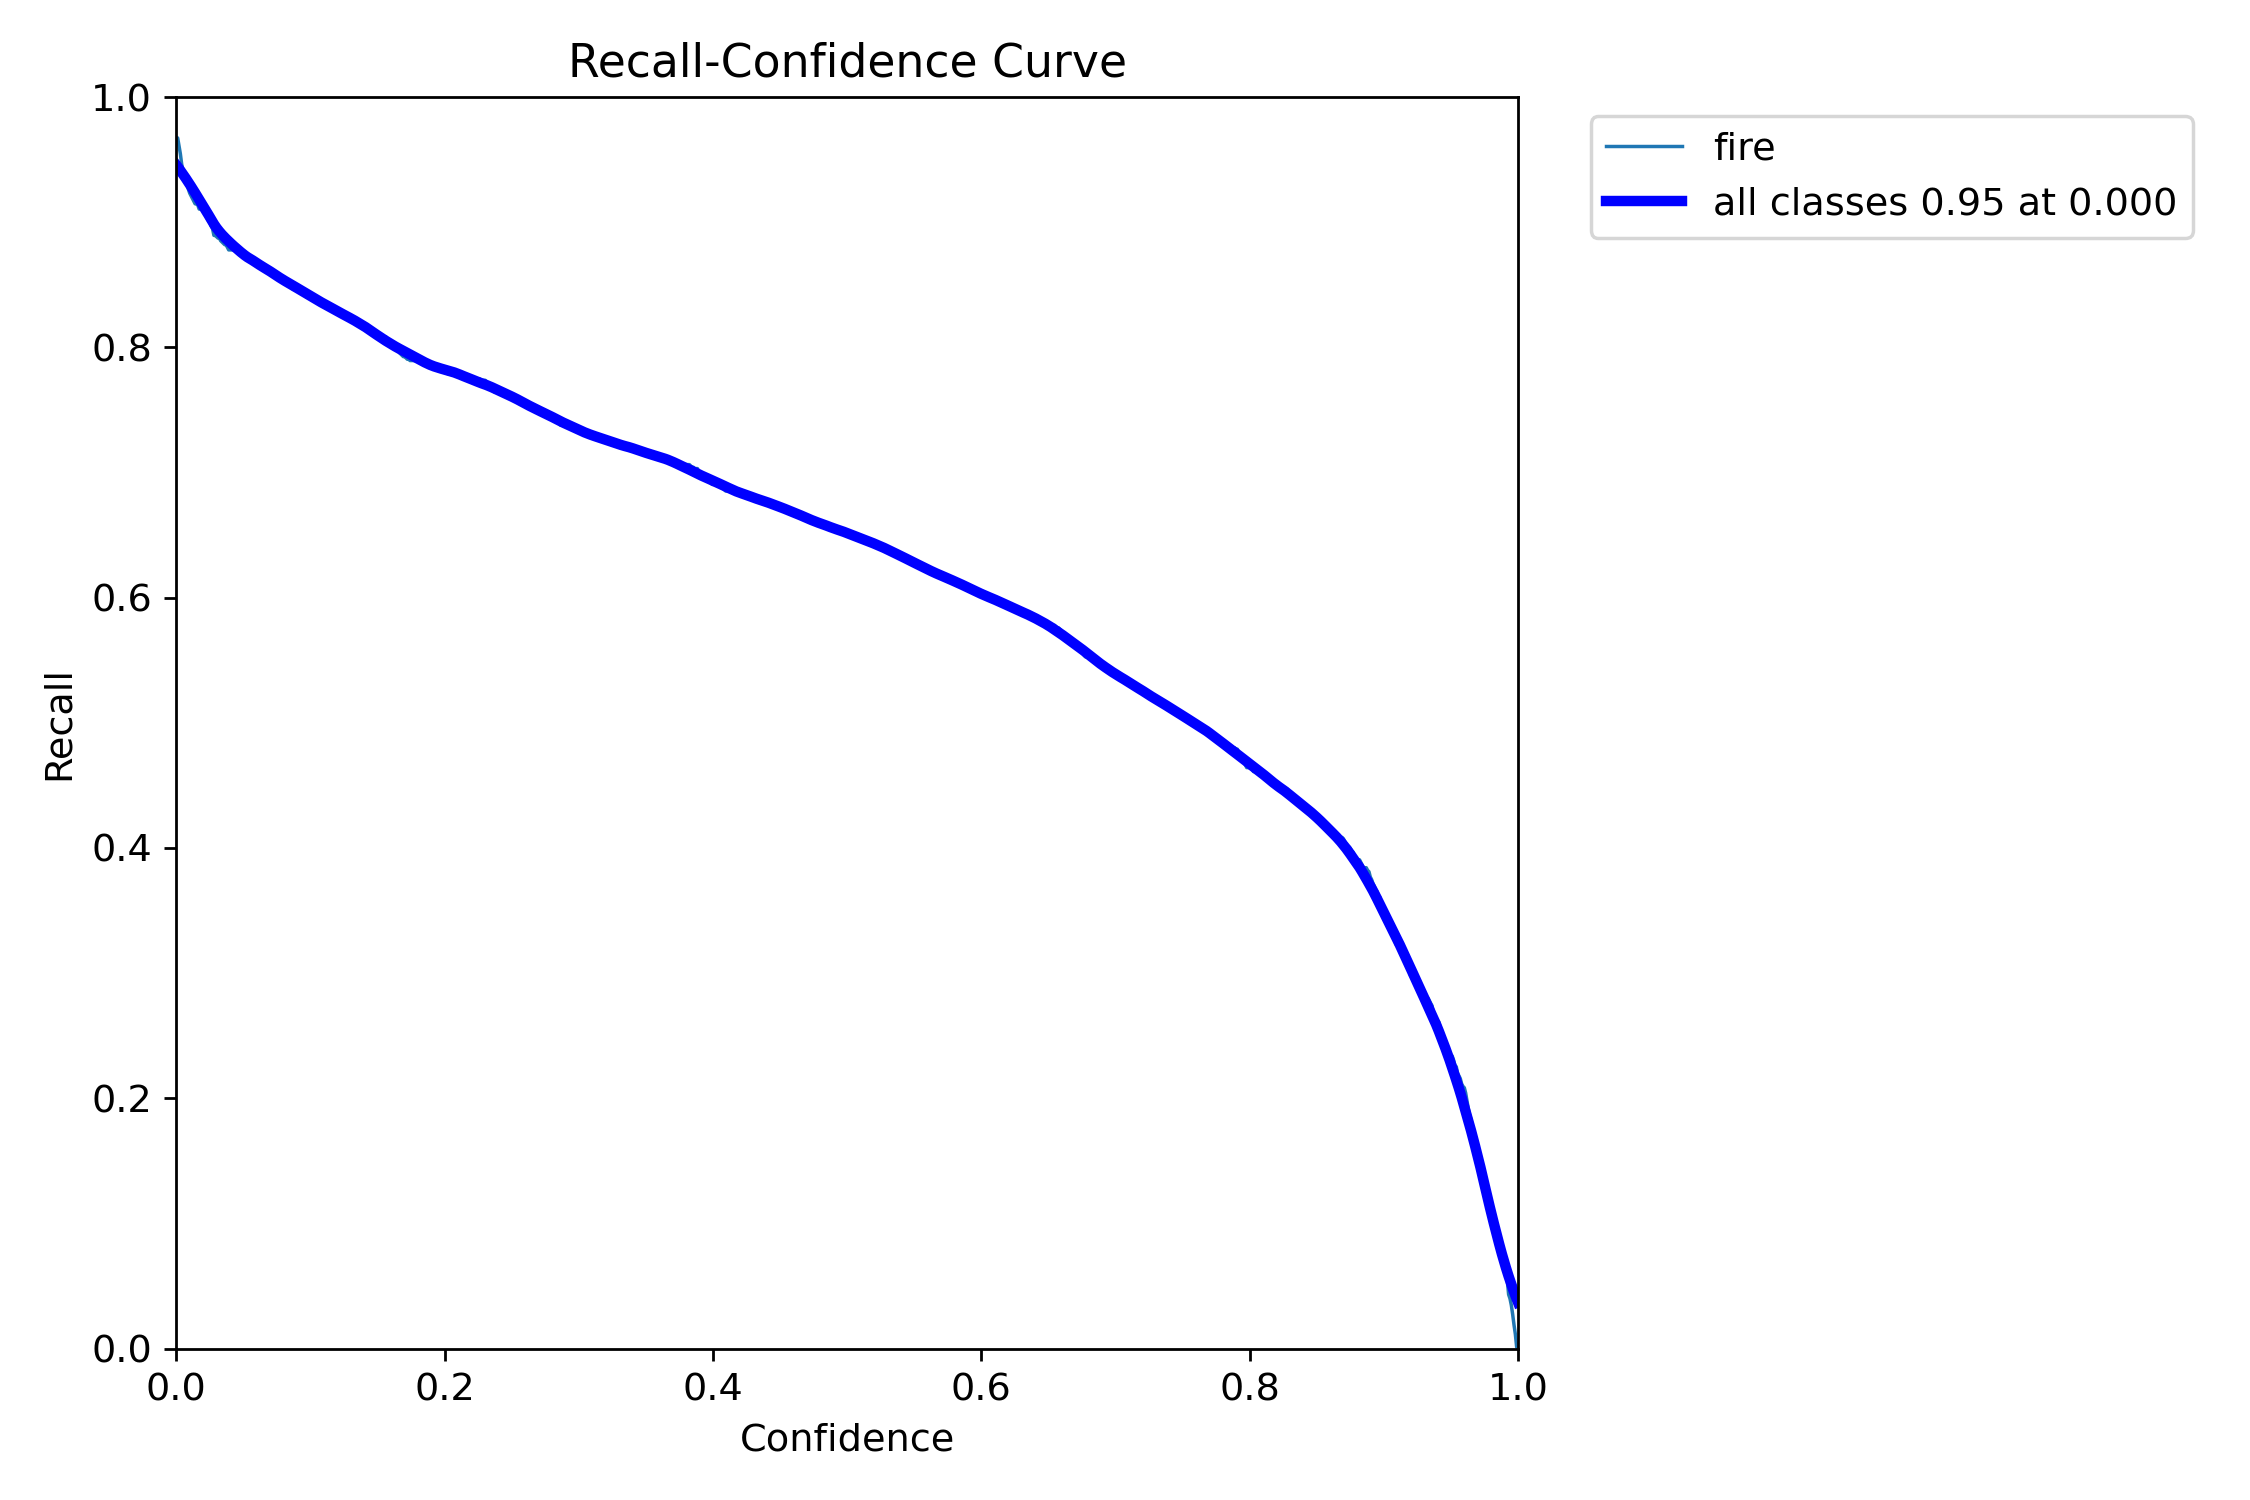 Recall-Confidence Curve
1.0
0.8
0.6
0.4
0.2
0.0
Recall
0.0 0.2 0.4 0.6 0.8 1.0
Confidence
fire
all classes 0.95 at 0.000